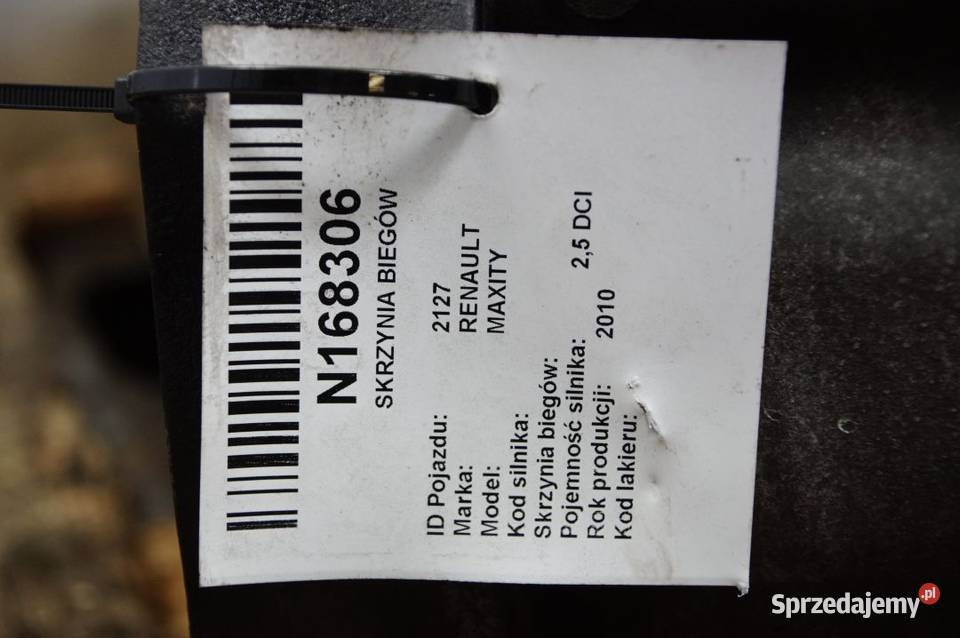 N168306
SKRZYNIA BIEGÓW
ID Pojazdu: 2127
Marka: RENAULT
Model: MAXITY
Kod silnika:
Skrzynia biegów:
Pojemność silnika: 2,5 DCI
Rok produkcji: 2010
Kod lakieru:
Sprzedajemy.pl